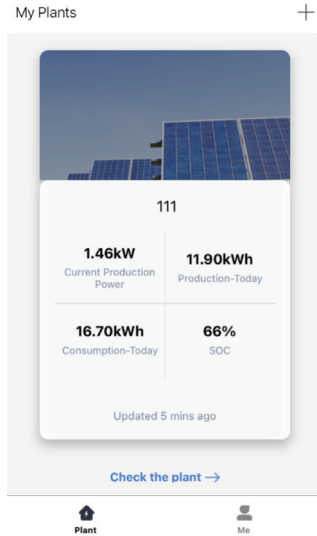 My Plants
111
1.46kW
Current Production
Power
11.90kWh
Production-Today
16.70kWh
Consumption-Today
66%
SOC
Updated 5 mins ago
Check the plant →
Plant
Me